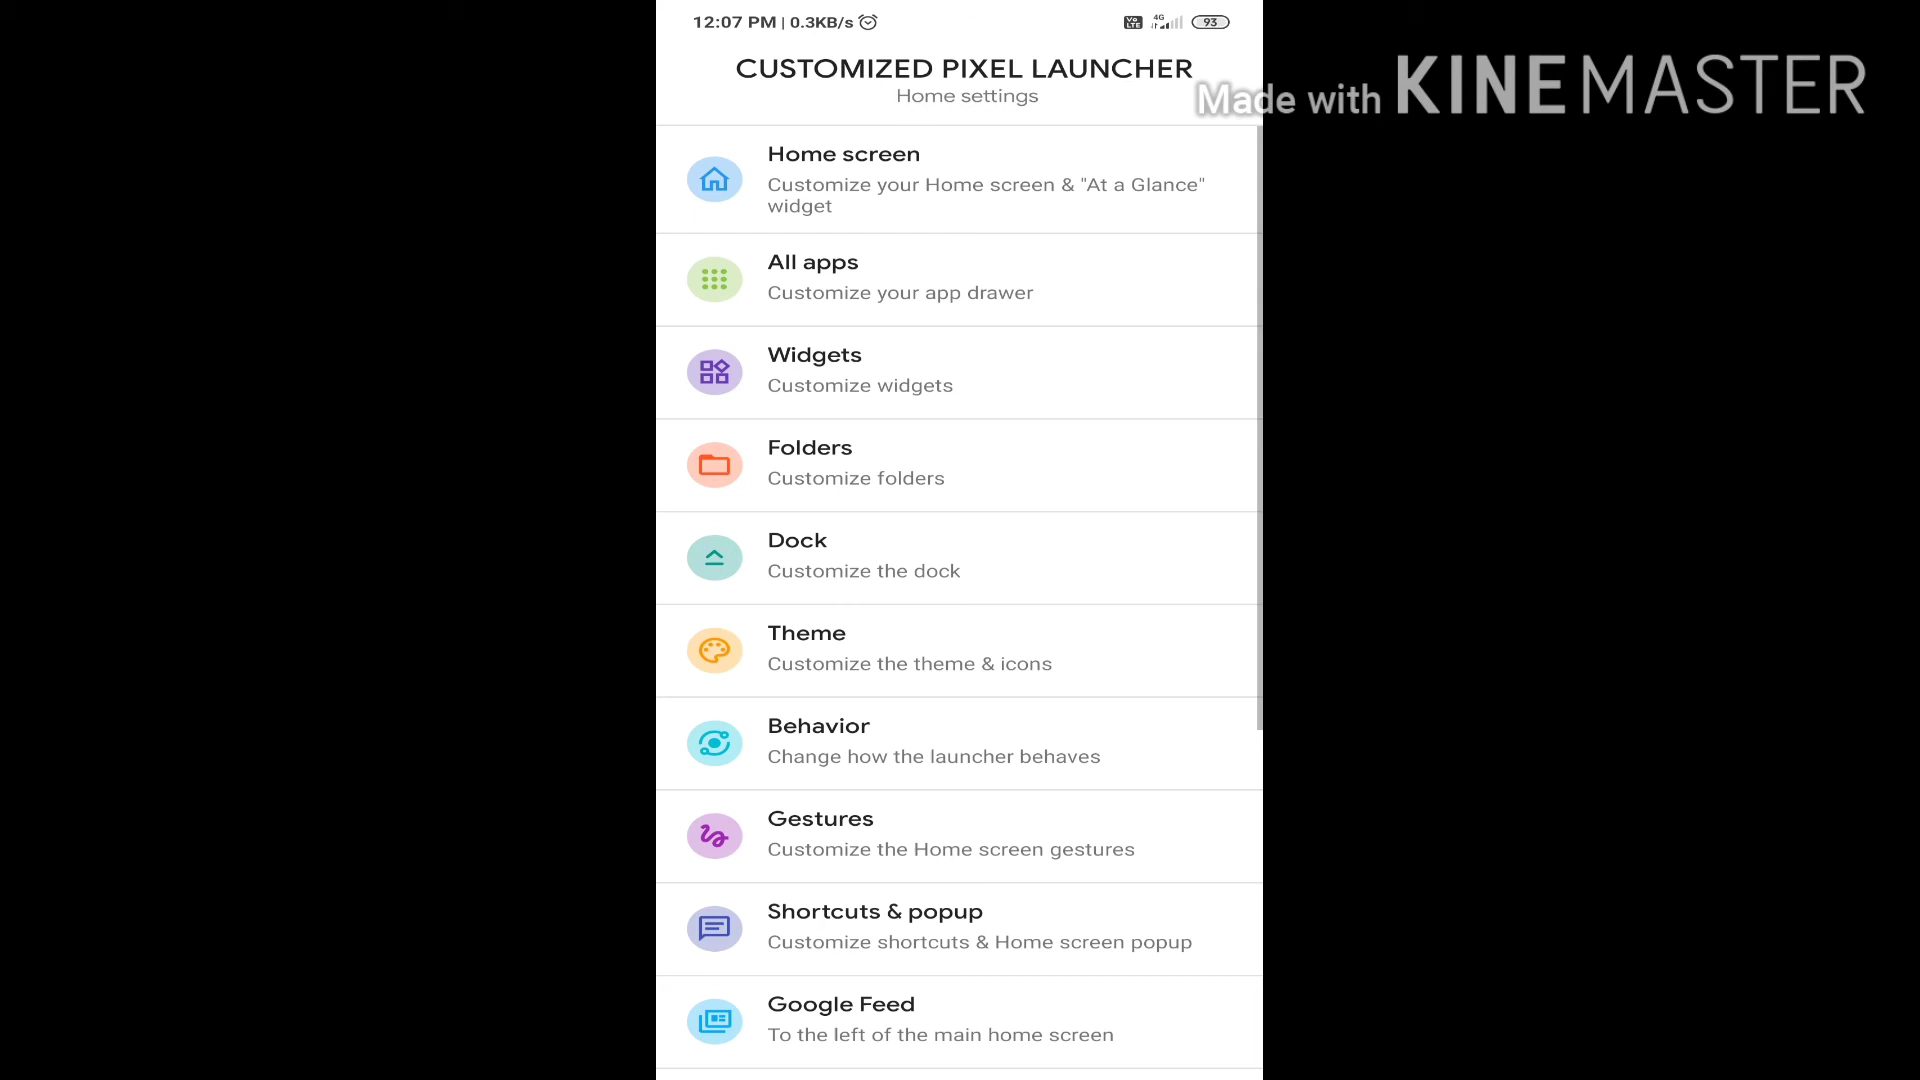 12:07 PM | 0.3KB/s
Vo LTE 4G 93
CUSTOMIZED PIXEL LAUNCHER
Home settings
Made with KINEMASTER
Home screen
Customize your Home screen & "At a Glance"
widget
All apps
Customize your app drawer
Widgets
Customize widgets
Folders
Customize folders
Dock
Customize the dock
Theme
Customize the theme & icons
Behavior
Change how the launcher behaves
Gestures
Customize the Home screen gestures
Shortcuts & popup
Customize shortcuts & Home screen popup
Google Feed
To the left of the main home screen